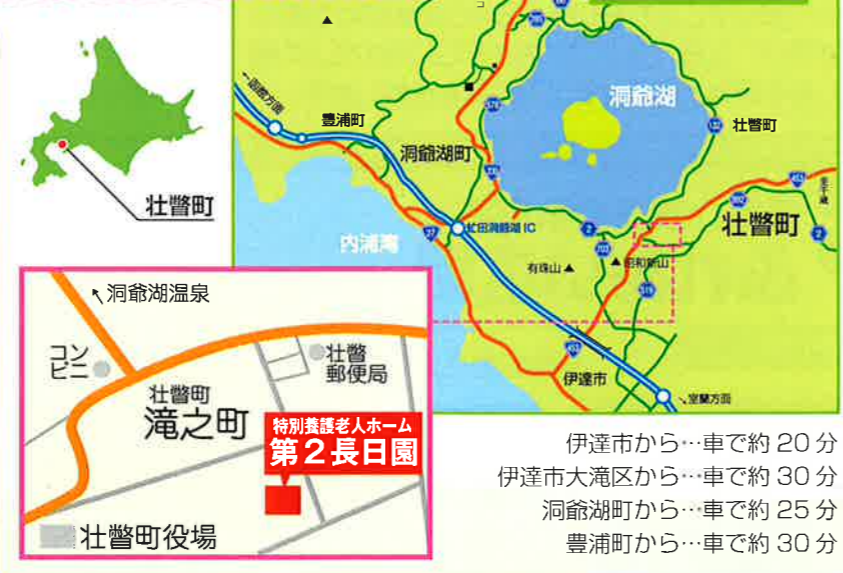 洞爺湖
壮瞥町
豊浦町
←函館方面
洞爺湖町
壮瞥町
内浦湾
虻田洞爺湖IC
37
2
703
453
2
519
453
有珠山▲
▲昭和新山
壮瞥町
伊達市
↘室蘭方面
↖洞爺湖温泉
コン
ビニ
壮瞥
郵便局
壮瞥町
滝之町
特別養護老人ホーム
第2長日園
壮瞥町役場
伊達市から…車で約20分
伊達市大滝区から…車で約30分
洞爺湖町から…車で約25分
豊浦町から…車で約30分